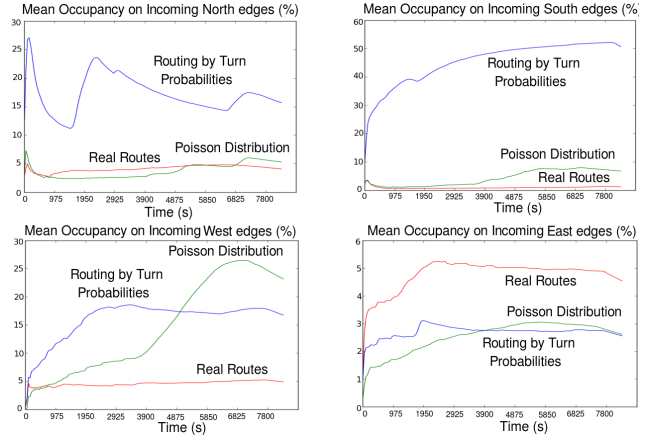 Mean Occupancy on Incoming North edges (%)
30
25
20
15
10
5
0
Routing by Turn
Probabilities
Poisson Distribution
Real Routes
0 975 1950 2925 3900 4875 5850 6825 7800
Time (s)
Mean Occupancy on Incoming South edges (%)
60
50
40
30
20
10
0
Routing by Turn
Probabilities
Poisson Distribution
Real Routes
0 975 1950 2925 3900 4875 5850 6825 7800
Time (s)
Mean Occupancy on Incoming West edges (%)
30
25
20
15
10
5
0
Poisson Distribution
Routing by Turn
Probabilities
Real Routes
0 975 1950 2925 3900 4875 5850 6825 7800
Time (s)
Mean Occupancy on Incoming East edges (%)
6
5
4
3
2
1
0
Real Routes
Poisson Distribution
Routing by Turn
Probabilities
0 975 1950 2925 3900 4875 5850 6825 7800
Time (s)